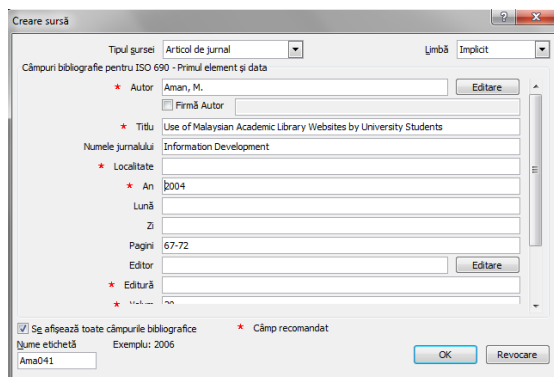 Creare sursă
Tipul sursei Articol de jurnal Limbă Implicit
Câmpuri bibliografie pentru ISO 690 - Primul element și data
* Autor Aman, M. Editare
Firmă Autor
* Titlu Use of Malaysian Academic Library Websites by University Students
Numele jurnalului Information Development
* Localitate
* An 2004
Lună
Zi
Pagini 67-72
Editor Editare
* Editură
* Volum 20
Se afișează toate câmpurile bibliografice * Câmp recomandat
Nume etichetă Exemplu: 2006
Ama041
OK Revocare